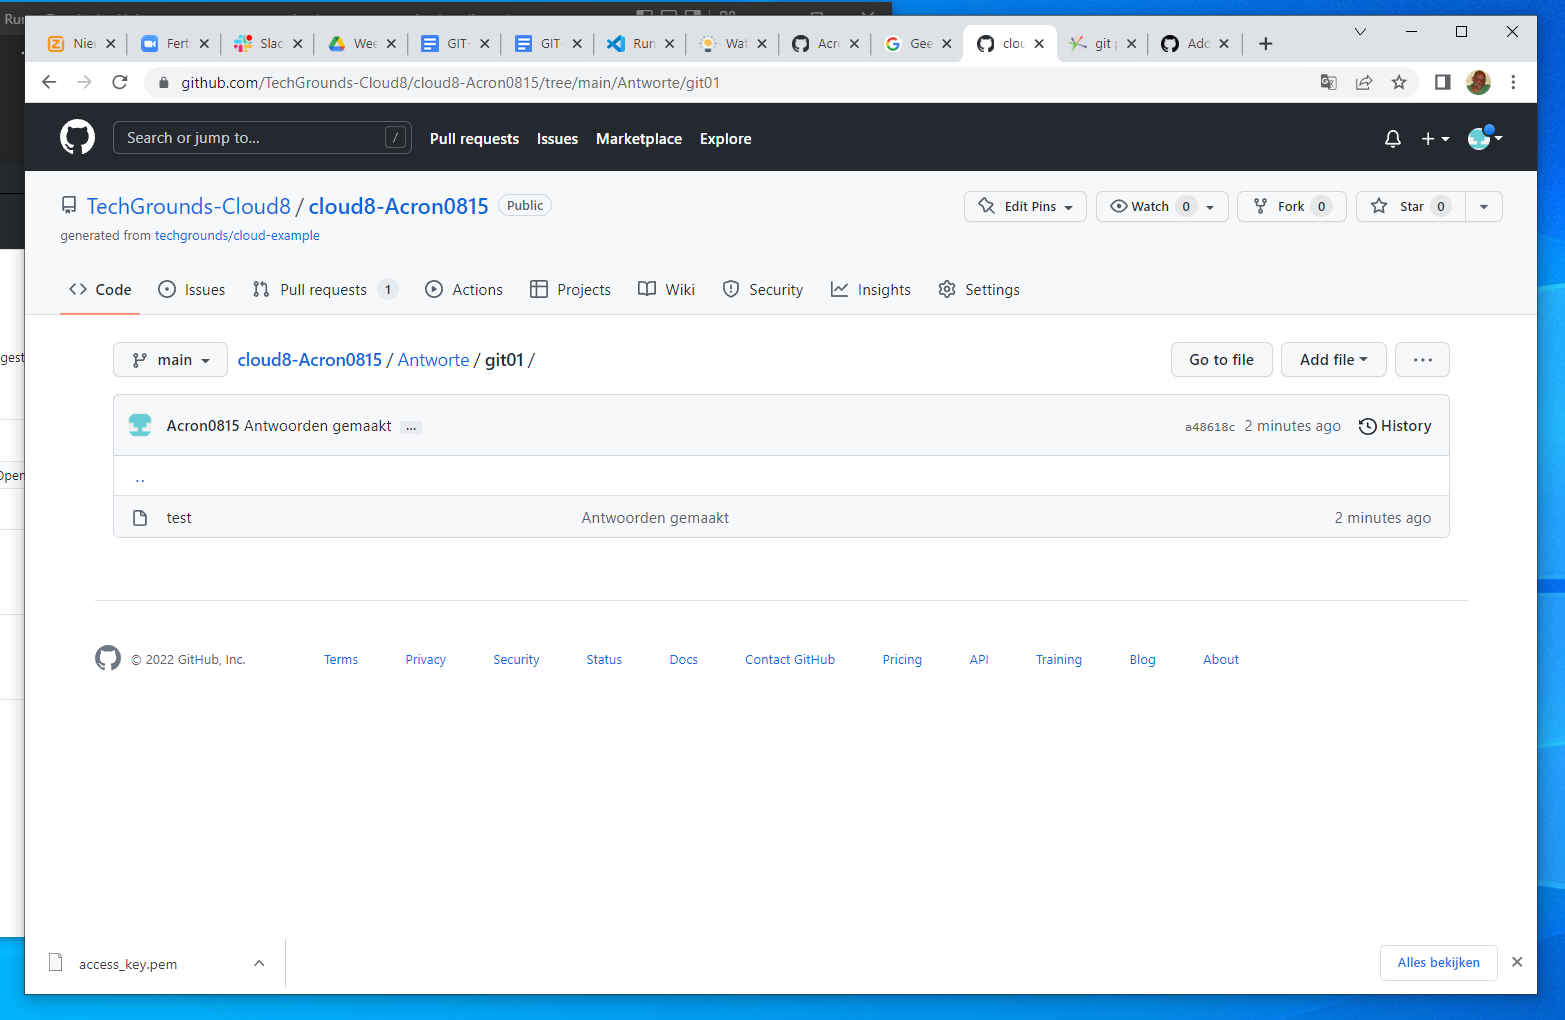 Run
Nieu
Fert
Slac
Wee
GIT-
GIT-
Run
Wat
Acro
Gee
clou
git p
Add
github.com/TechGrounds-Cloud8/cloud8-Acron0815/tree/main/Antworte/git01
Search or jump to...
/
Pull requests
Issues
Marketplace
Explore
TechGrounds-Cloud8 / cloud8-Acron0815
Public
Edit Pins
Watch 0
Fork 0
Star 0
generated from techgrounds/cloud-example
Code
Issues
Pull requests 1
Actions
Projects
Wiki
Security
Insights
Settings
gest
main
cloud8-Acron0815 / Antworte / git01 /
Go to file
Add file
...
Acron0815 Antwoorden gemaakt ...
a48618c 2 minutes ago
History
Open
..
test
Antwoorden gemaakt
2 minutes ago
© 2022 GitHub, Inc.
Terms
Privacy
Security
Status
Docs
Contact GitHub
Pricing
API
Training
Blog
About
access_key.pem
Alles bekijken